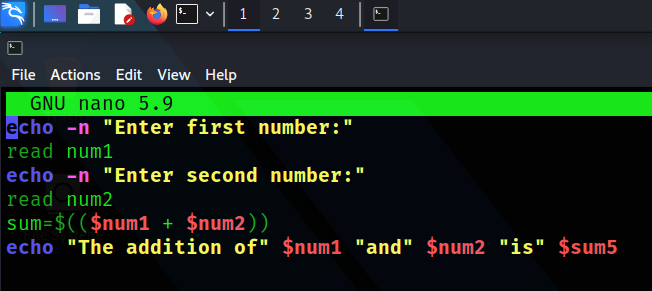 1 2 3 4
File Actions Edit View Help
GNU nano 5.9
echo -n "Enter first number:"
read num1
echo -n "Enter second number:"
read num2
sum=$(($num1 + $num2))
echo "The addition of" $num1 "and" $num2 "is" $sum5